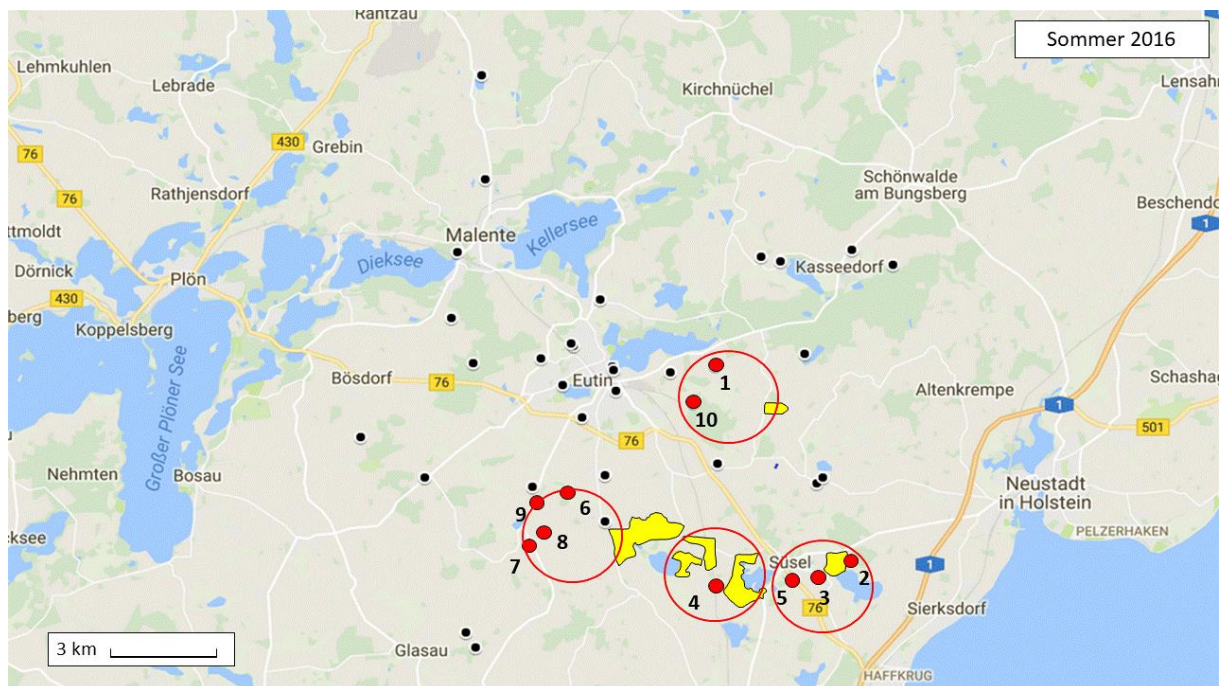 Rantzau
Sommer 2016
Lehmkuhlen
Lebrade
Kirchnüchel
Lensahn
430
Grebin
76
Rathjensdorf
Schönwalde
am Bungsberg
76
Beschendo
ttmoldt
Malente
Kellersee
1
Dieksee
Kasseedorf
Dörnick
Plön
430
berg
Koppelsberg
Großer Plöner See
Bösdorf
76
Eutin
1
10
Altenkrempe
Schashag
1
501
76
Nehmten
Bosau
Neustadt
in Holstein
9
6
8
7
PELZERHAKEN
cksee
Süsel
2
1
4
5
3
76
Sierksdorf
3 km
Glasau
HAFFKRUG